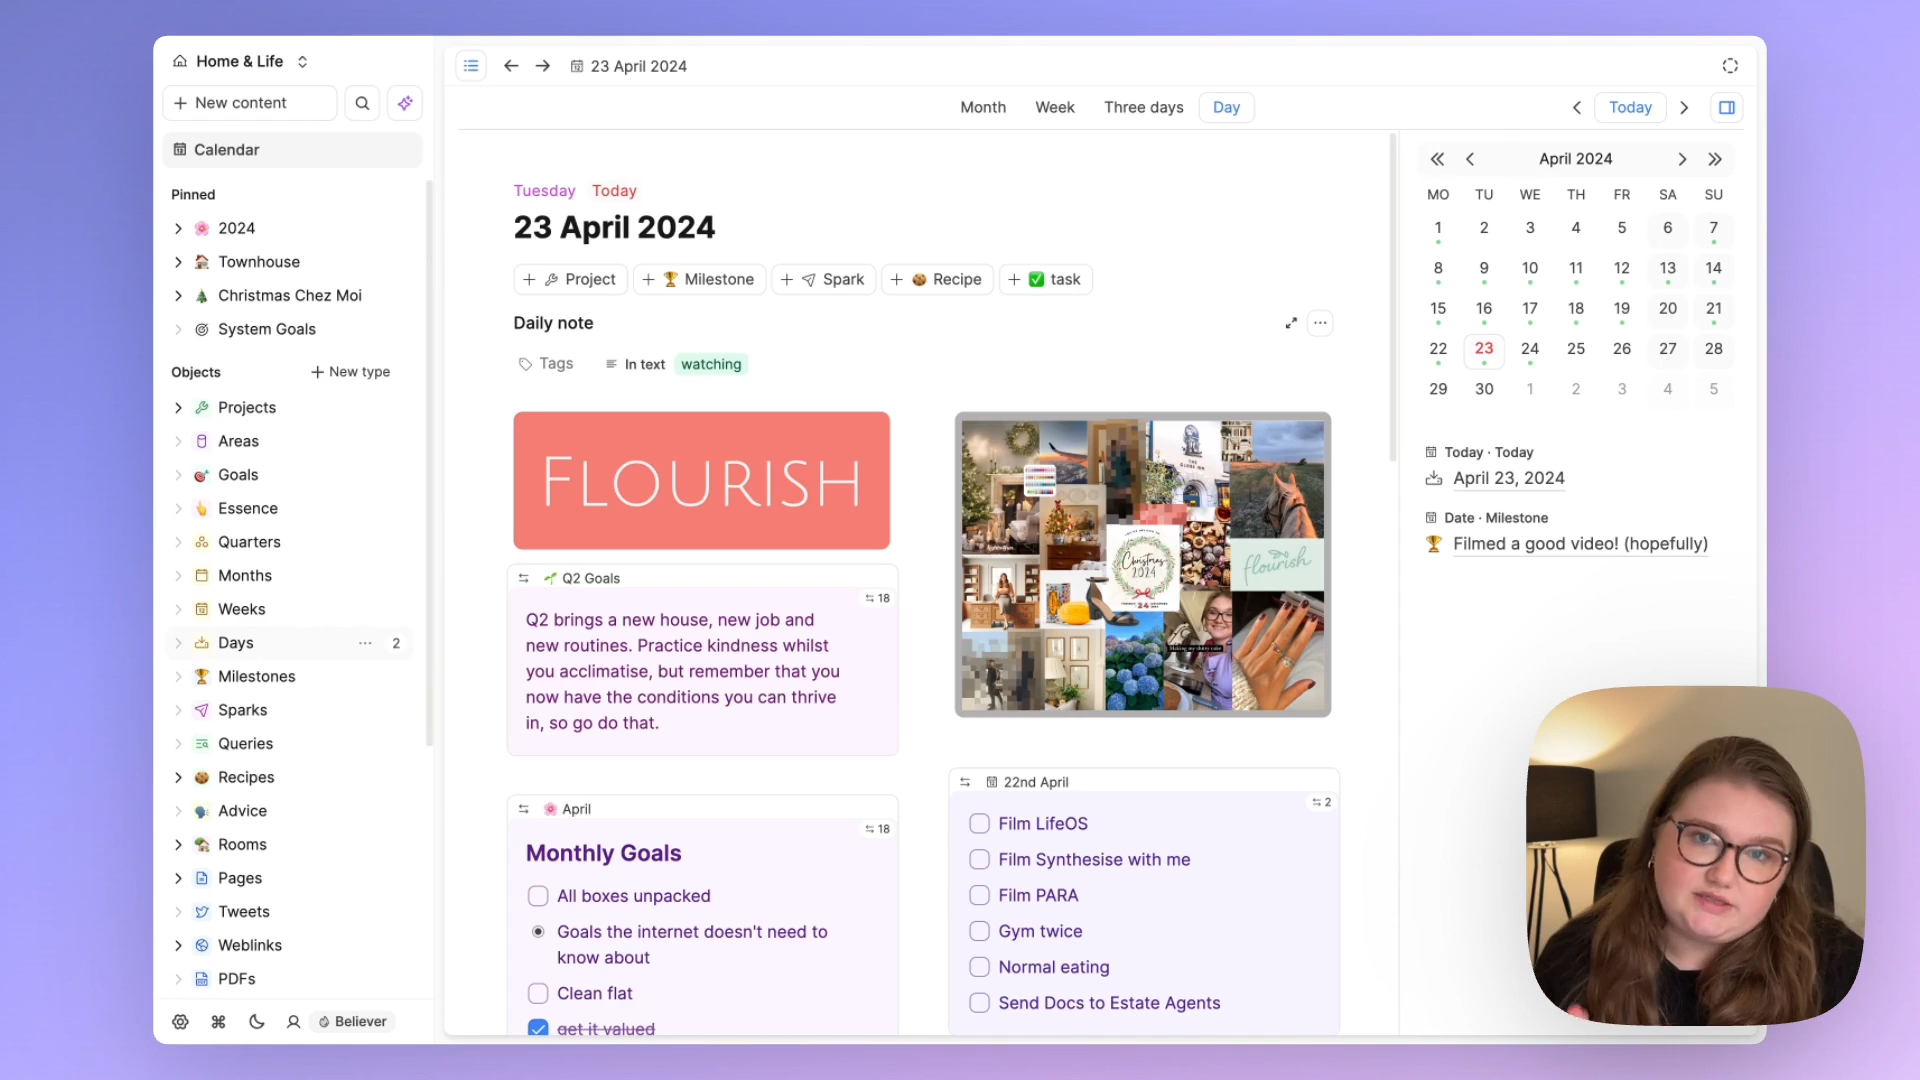 Home & Life
New content
Calendar
Pinned
2024
Townhouse
Christmas Chez Moi
System Goals
Objects
New type
Projects
Areas
Goals
Essence
Quarters
Months
Weeks
Days
2
Milestones
Sparks
Queries
Recipes
Advice
Rooms
Pages
Tweets
Weblinks
PDFs
Believer
23 April 2024
Month Week Three days Day
Today
Tuesday Today
23 April 2024
Project Milestone Spark Recipe task
Daily note
Tags In text watching
FLOURISH
Q2 Goals
18
Q2 brings a new house, new job and
new routines. Practice kindness whilst
you acclimatise, but remember that you
now have the conditions you can thrive
in, so go do that.
April
18
Monthly Goals
All boxes unpacked
Goals the internet doesn't need to
know about
Clean flat
get it valued
THE GLOBE INN
Christmas
2024
24
flourish
22nd April
2
Film LifeOS
Film Synthesise with me
Film PARA
Gym twice
Normal eating
Send Docs to Estate Agents
April 2024
MO TU WE TH FR SA SU
1 2 3 4 5 6 7
8 9 10 11 12 13 14
15 16 17 18 19 20 21
22 23 24 25 26 27 28
29 30 1 2 3 4 5
Today · Today
April 23, 2024
Date · Milestone
Filmed a good video! (hopefully)